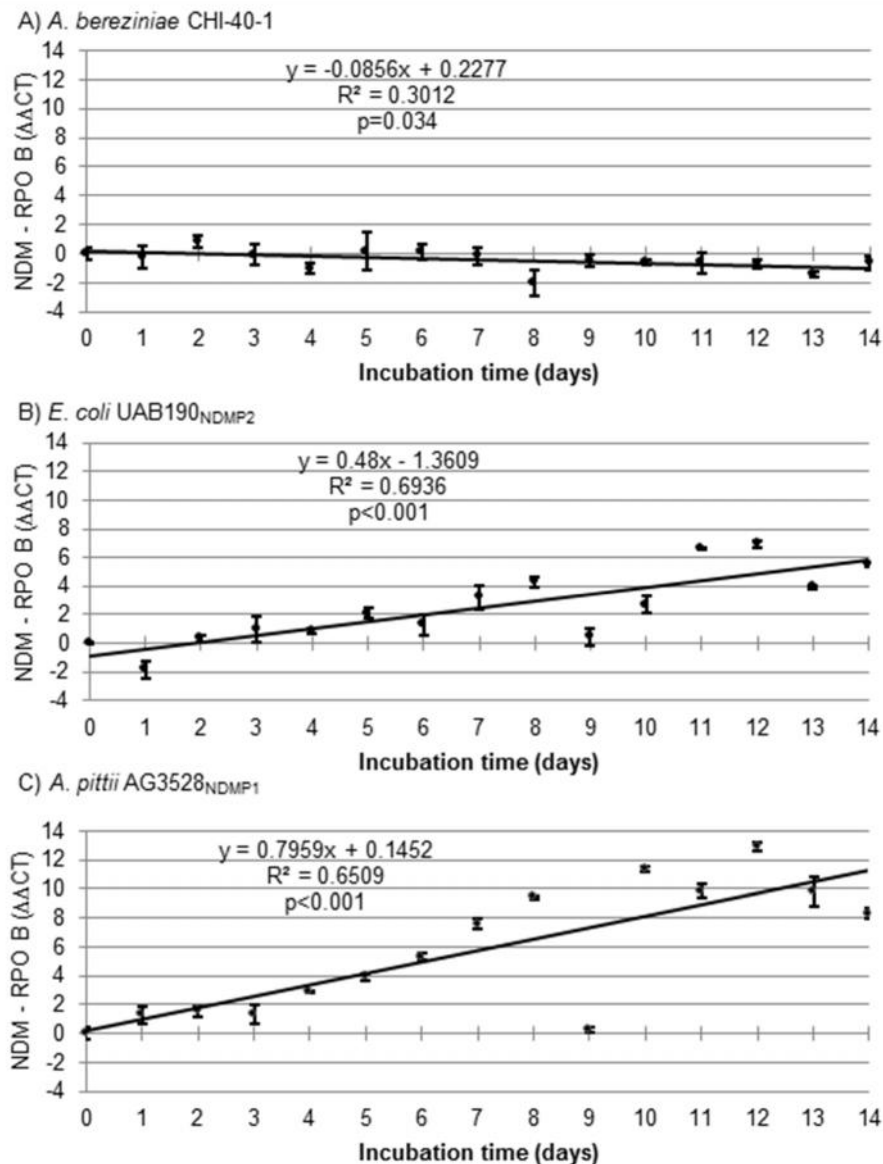 A) A. bereziniae CHI-40-1
14
12
10
8
6
4
2
0
-2
-4
NDM - RPO B (ΔΔCT)
y = -0.0856x + 0.2277
R² = 0.3012
p=0.034
0 1 2 3 4 5 6 7 8 9 10 11 12 13 14
Incubation time (days)
B) E. coli UAB190NDMP2
14
12
10
8
6
4
2
0
-2
-4
NDM - RPO B (ΔΔCT)
y = 0.48x - 1.3609
R² = 0.6936
p<0.001
0 1 2 3 4 5 6 7 8 9 10 11 12 13 14
Incubation time (days)
C) A. pittii AG3528NDMP1
14
12
10
8
6
4
2
0
-2
-4
NDM - RPO B (ΔΔCT)
y = 0.7959x + 0.1452
R² = 0.6509
p<0.001
0 1 2 3 4 5 6 7 8 9 10 11 12 13 14
Incubation time (days)